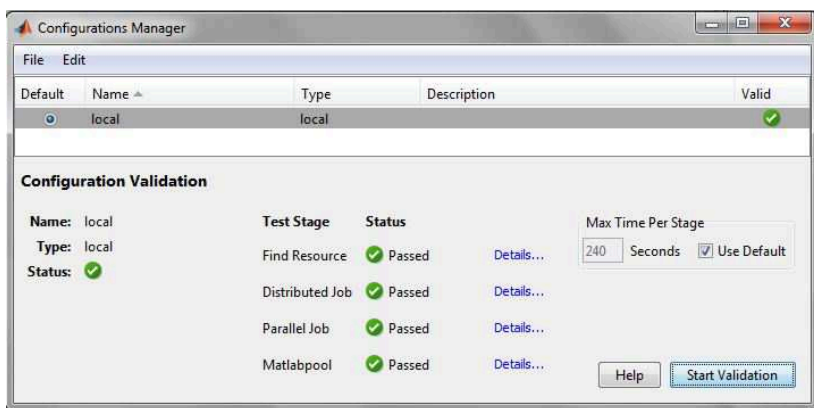 Configurations Manager
File Edit
Default Name Type Description Valid
local local
Configuration Validation
Name: local Test Stage Status Max Time Per Stage
Type: local Find Resource Passed Details... 240 Seconds Use Default
Status:
Distributed Job Passed Details...
Parallel Job Passed Details...
Matlabpool Passed Details...
Help Start Validation